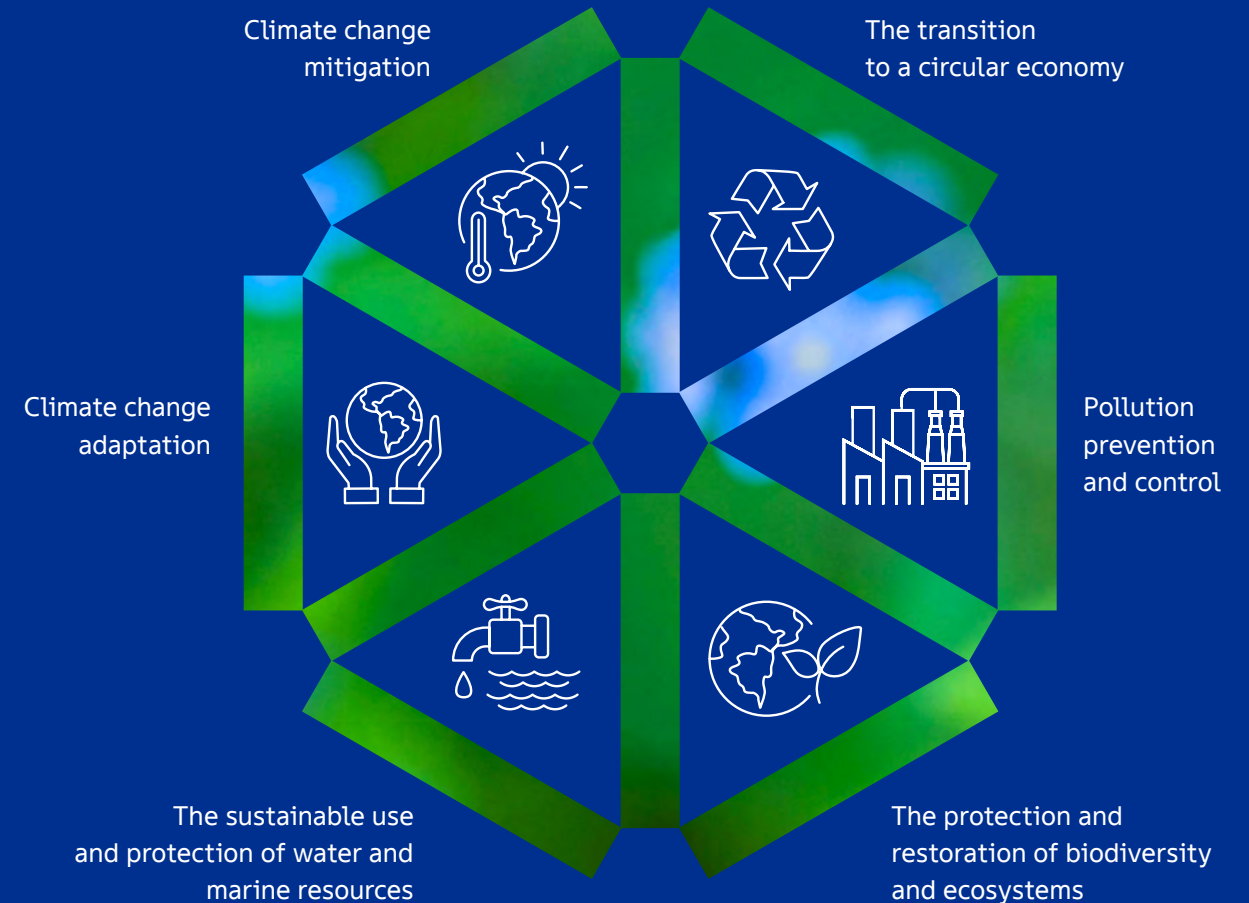 Climate change
mitigation
The transition
to a circular economy
Climate change
adaptation
Pollution
prevention
and control
The sustainable use
and protection of water and
marine resources
The protection and
restoration of biodiversity
and ecosystems